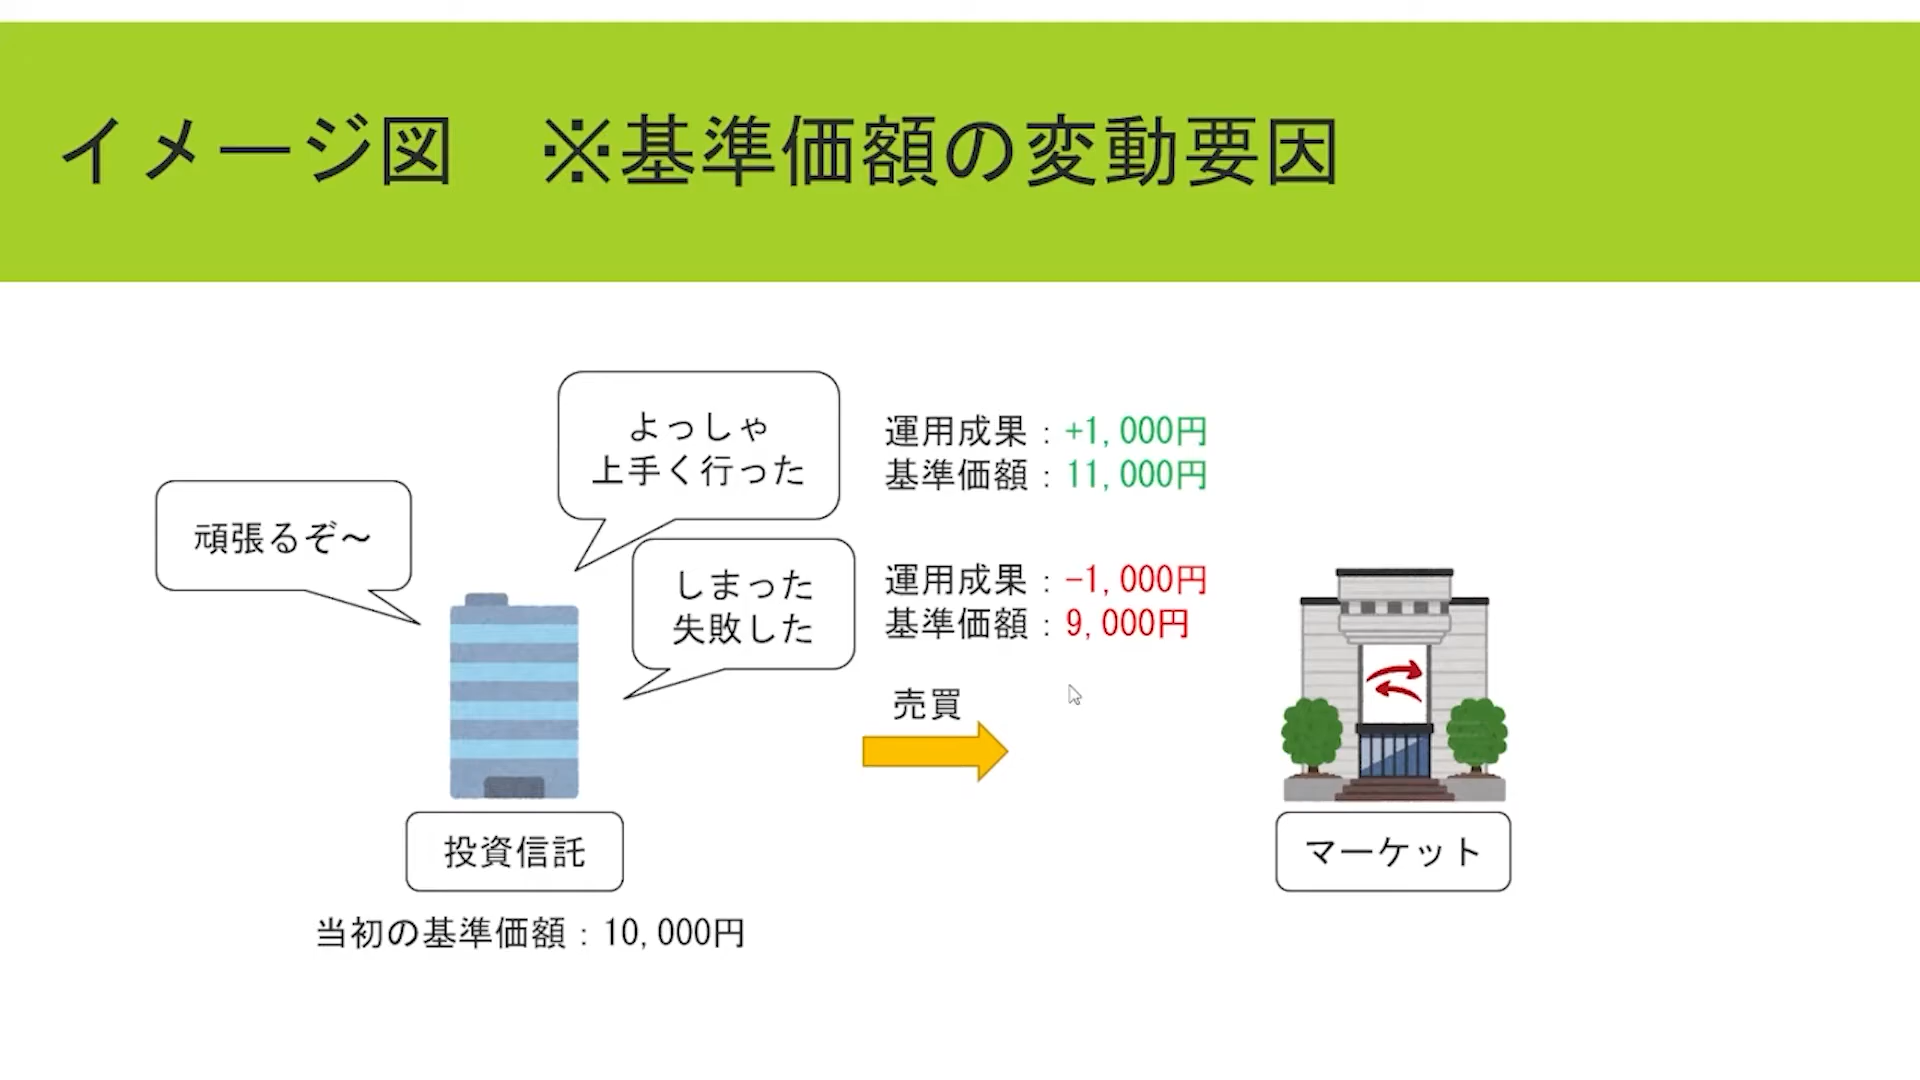 イメージ図　※基準価額の変動要因
よっしゃ
上手く行った
運用成果：+1,000円
基準価額：11,000円
頑張るぞ～
しまった
失敗した
運用成果：−1,000円
基準価額：9,000円
売買
投資信託
マーケット
当初の基準価額：10,000円